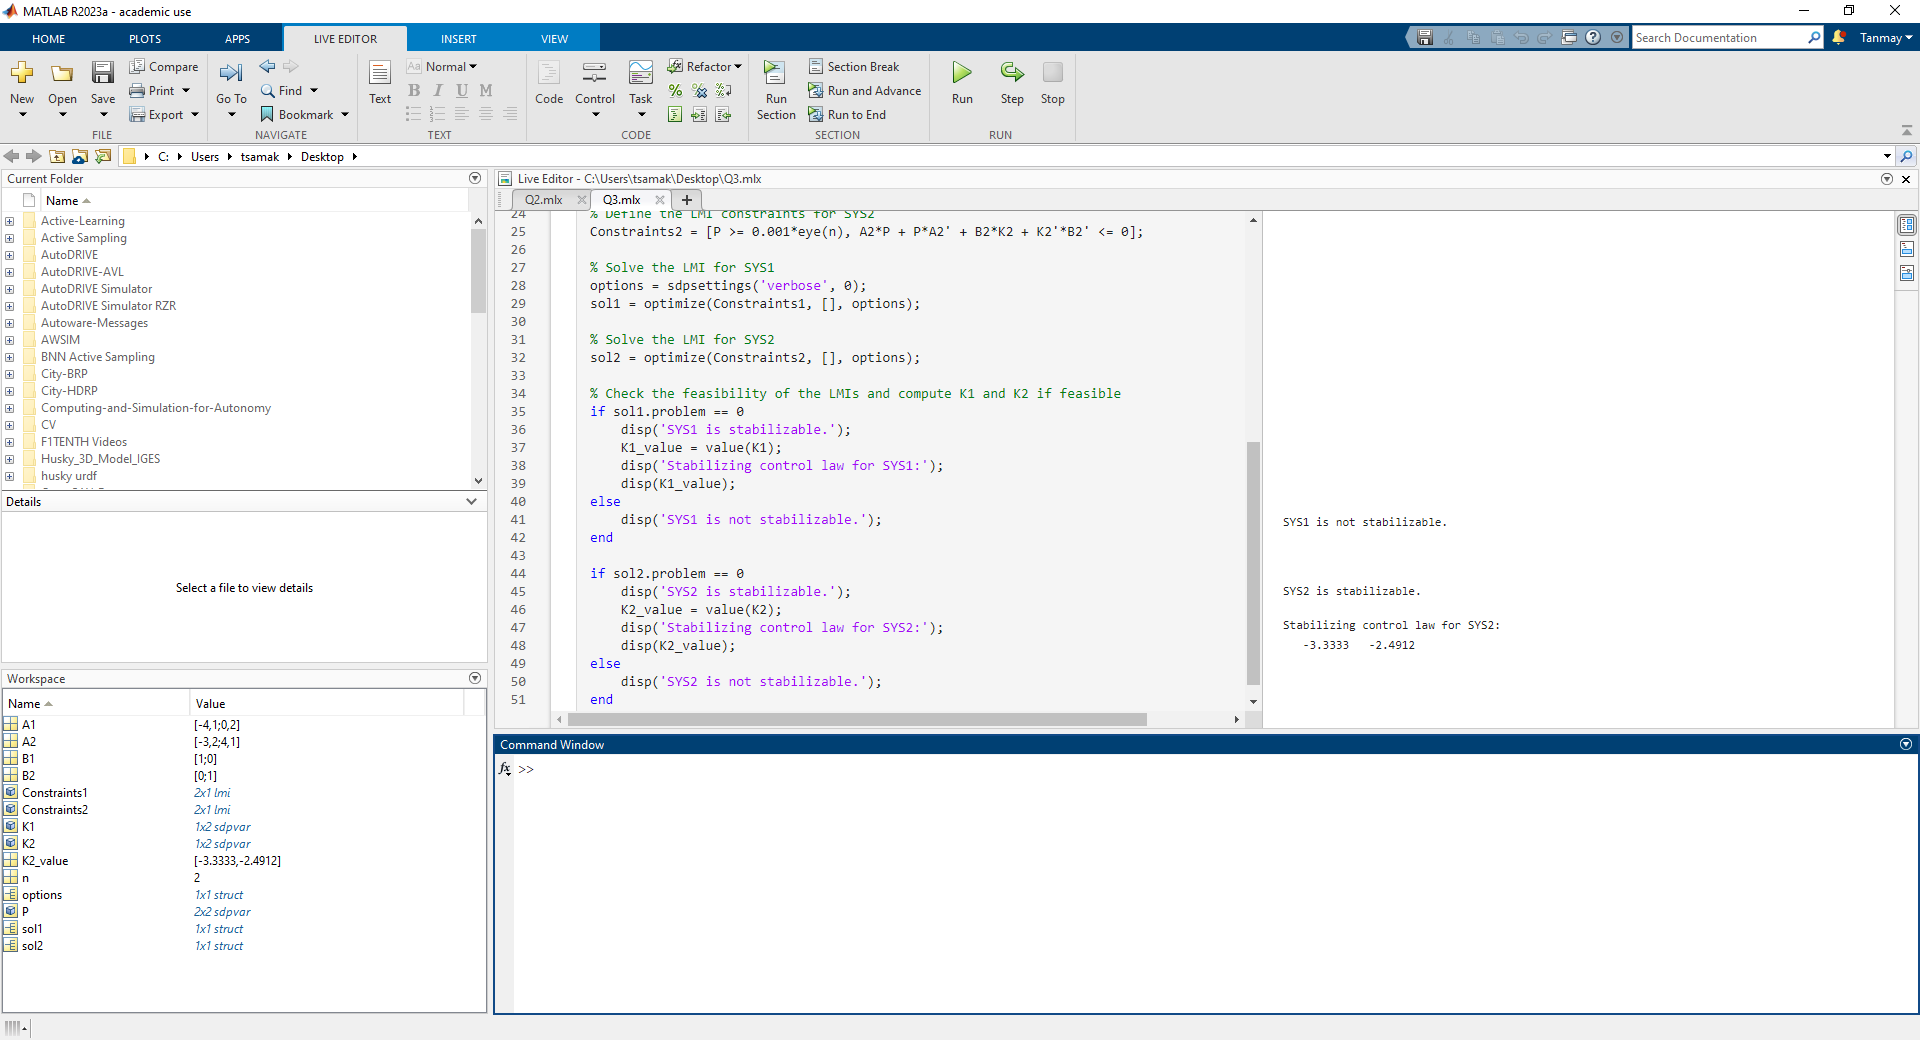 MATLAB R2023a - academic use
HOME PLOTS APPS LIVE EDITOR INSERT VIEW
Search Documentation
Tanmay
New Open Save
Compare
Print
Export
FILE
Go To
Find
Bookmark
NAVIGATE
Text
Aa Normal
B I U M
TEXT
Code Control Task
Refactor
CODE
Run Section
Section Break
Run and Advance
Run to End
SECTION
Run Step Stop
RUN
C: Users tsamak Desktop
Current Folder
Name
Active-Learning
Active Sampling
AutoDRIVE
AutoDRIVE-AVL
AutoDRIVE Simulator
AutoDRIVE Simulator RZR
Autoware-Messages
AWSIM
BNN Active Sampling
City-BRP
City-HDRP
Computing-and-Simulation-for-Autonomy
CV
F1TENTH Videos
Husky_3D_Model_IGES
husky urdf
Details
Select a file to view details
Workspace
Name Value
A1 [-4,1;0,2]
A2 [-3,2;4,1]
B1 [1;0]
B2 [0;1]
Constraints1 2x1 lmi
Constraints2 2x1 lmi
K1 1x2 sdpvar
K2 1x2 sdpvar
K2_value [-3.3333,-2.4912]
n 2
options 1x1 struct
P 2x2 sdpvar
sol1 1x1 struct
sol2 1x1 struct
Live Editor - C:\Users\tsamak\Desktop\Q3.mlx
Q2.mlx Q3.mlx
24 % Define the LMI constraints for SYS2
25 Constraints2 = [P >= 0.001*eye(n), A2*P + P*A2' + B2*K2 + K2'*B2' <= 0];
26
27 % Solve the LMI for SYS1
28 options = sdpsettings('verbose', 0);
29 sol1 = optimize(Constraints1, [], options);
30
31 % Solve the LMI for SYS2
32 sol2 = optimize(Constraints2, [], options);
33
34 % Check the feasibility of the LMIs and compute K1 and K2 if feasible
35 if sol1.problem == 0
36 disp('SYS1 is stabilizable.');
37 K1_value = value(K1);
38 disp('Stabilizing control law for SYS1:');
39 disp(K1_value);
40 else
41 disp('SYS1 is not stabilizable.');
42 end
43
44 if sol2.problem == 0
45 disp('SYS2 is stabilizable.');
46 K2_value = value(K2);
47 disp('Stabilizing control law for SYS2:');
48 disp(K2_value);
49 else
50 disp('SYS2 is not stabilizable.');
51 end
SYS1 is not stabilizable.
SYS2 is stabilizable.
Stabilizing control law for SYS2:
-3.3333 -2.4912
Command Window
fx >>